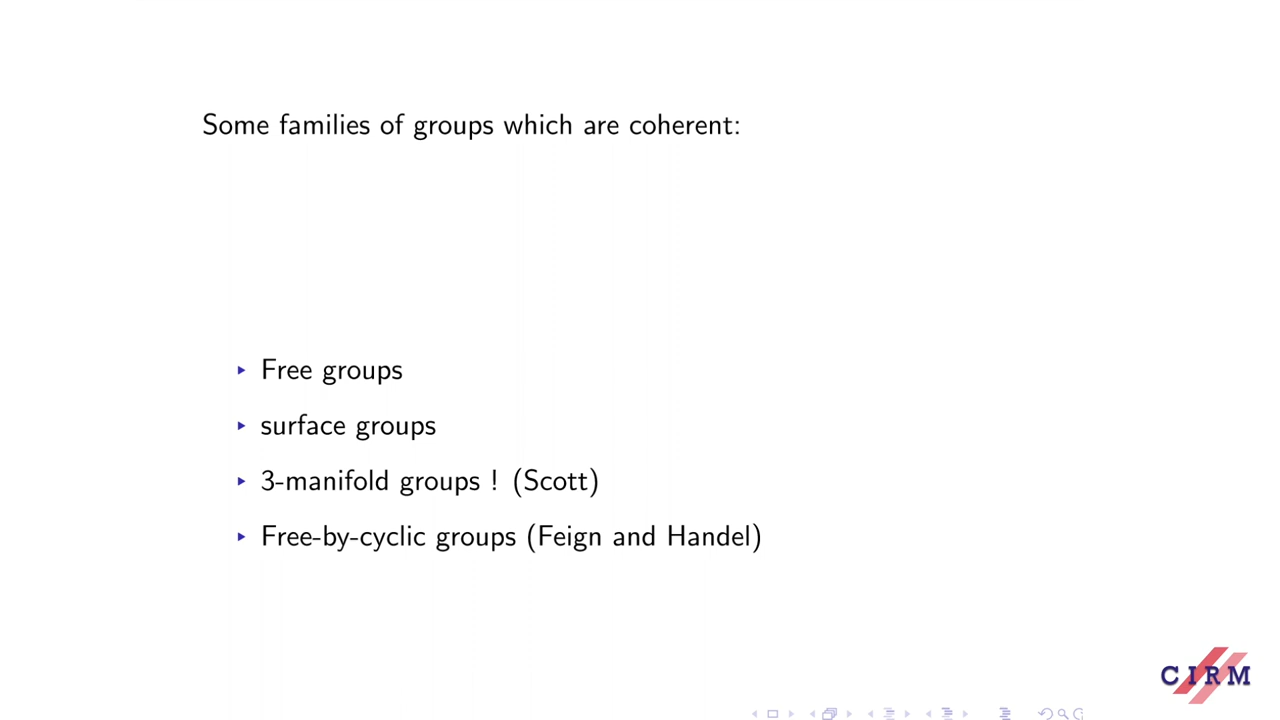 Some families of groups which are coherent:
Free groups
surface groups
3-manifold groups ! (Scott)
Free-by-cyclic groups (Feign and Handel)
CIRM